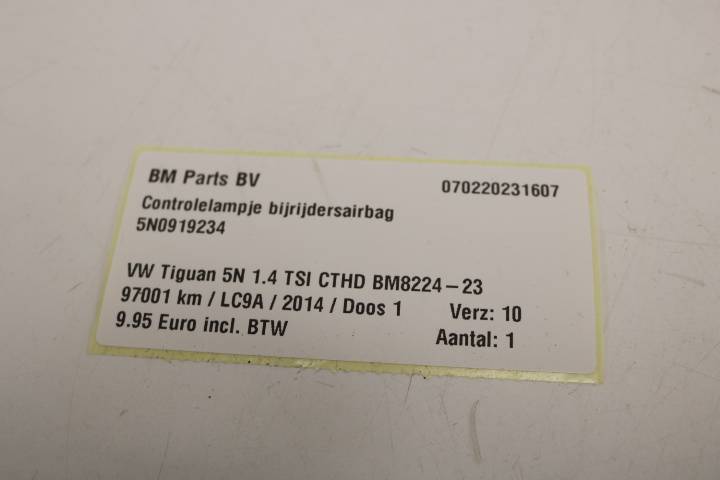 BM Parts BV 070220231607
Controlelampje bijrijdersairbag
5N0919234
VW Tiguan 5N 1.4 TSI CTHD BM8224-23
97001 km / LC9A / 2014 / Doos 1 Verz: 10
9.95 Euro incl. BTW Aantal: 1